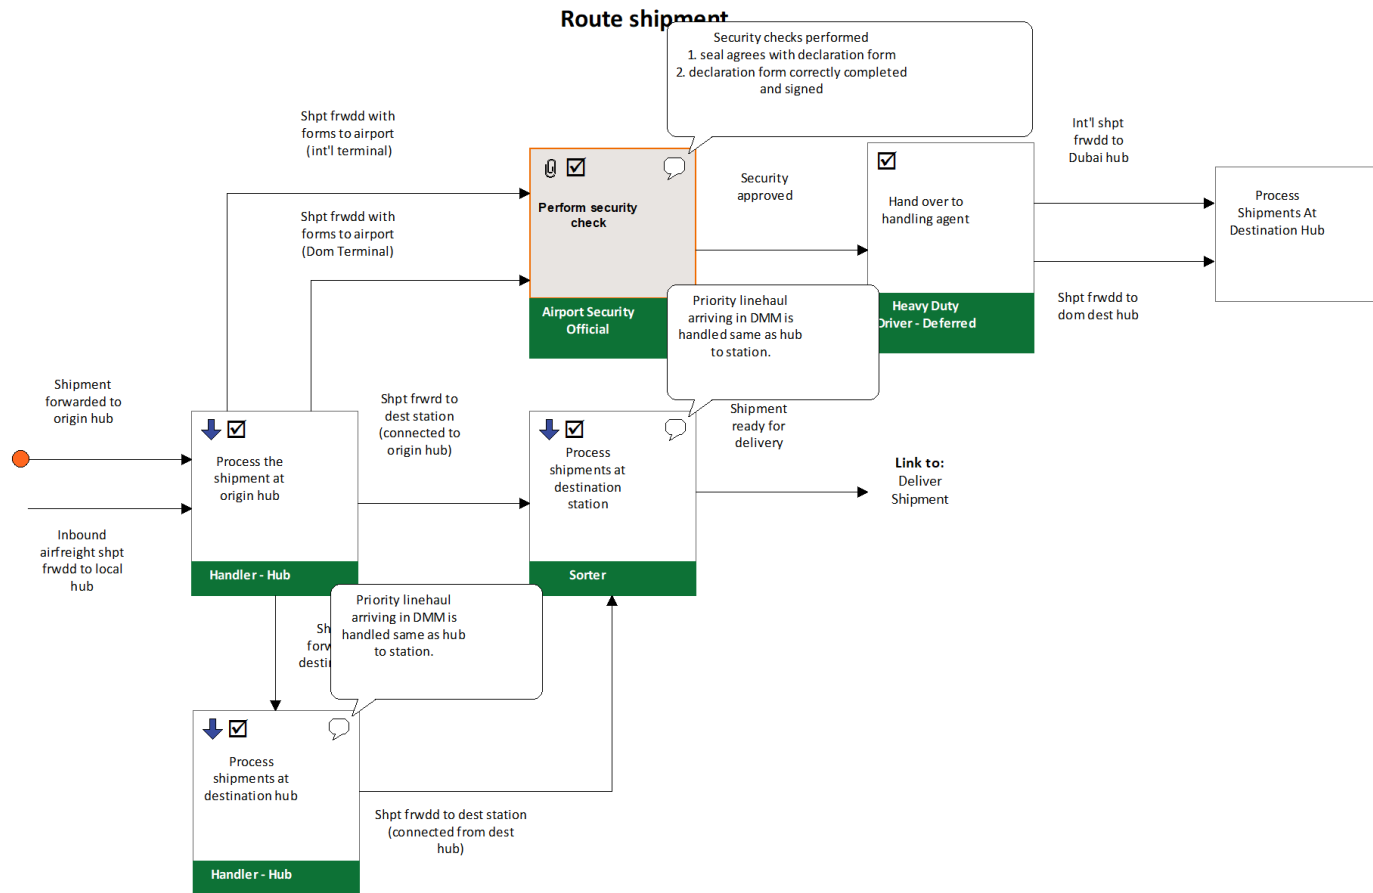 Route shipment
Security checks performed
1. seal agrees with declaration form
2. declaration form correctly completed
and signed
Shpt frwdd with
forms to airport
(int'l terminal)
Int'l shpt
frwdd to
Dubai hub
Perform security
check
Security
approved
Hand over to
handling agent
Process
Shipments At
Destination Hub
Shpt frwdd with
forms to airport
(Dom Terminal)
Airport Security
Official
Priority linehaul
arriving in DMM is
handled same as hub
to station.
Heavy Duty
Driver - Deferred
Shpt frwdd to
dom dest hub
Shipment
forwarded to
origin hub
Shpt frwrd to
dest station
(connected to
origin hub)
Shipment
ready for
delivery
Process the
shipment at
origin hub
Process
shipments at
destination
station
Link to:
Deliver
Shipment
Inbound
airfreight shpt
frwdd to local
hub
Handler - Hub
Sorter
Priority linehaul
arriving in DMM is
handled same as hub
to station.
Process
shipments at
destination hub
Shpt frwdd to dest station
(connected from dest
hub)
Handler - Hub